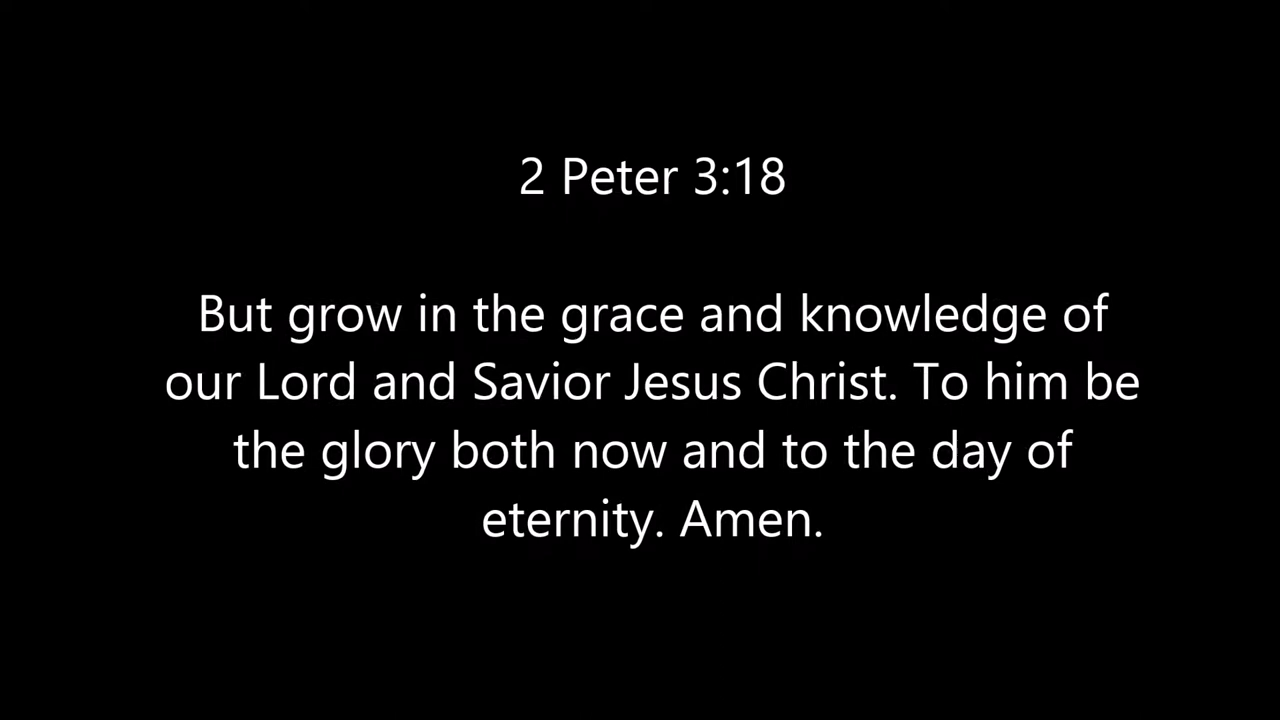 2 Peter 3:18
But grow in the grace and knowledge of
our Lord and Savior Jesus Christ. To him be
the glory both now and to the day of
eternity. Amen.